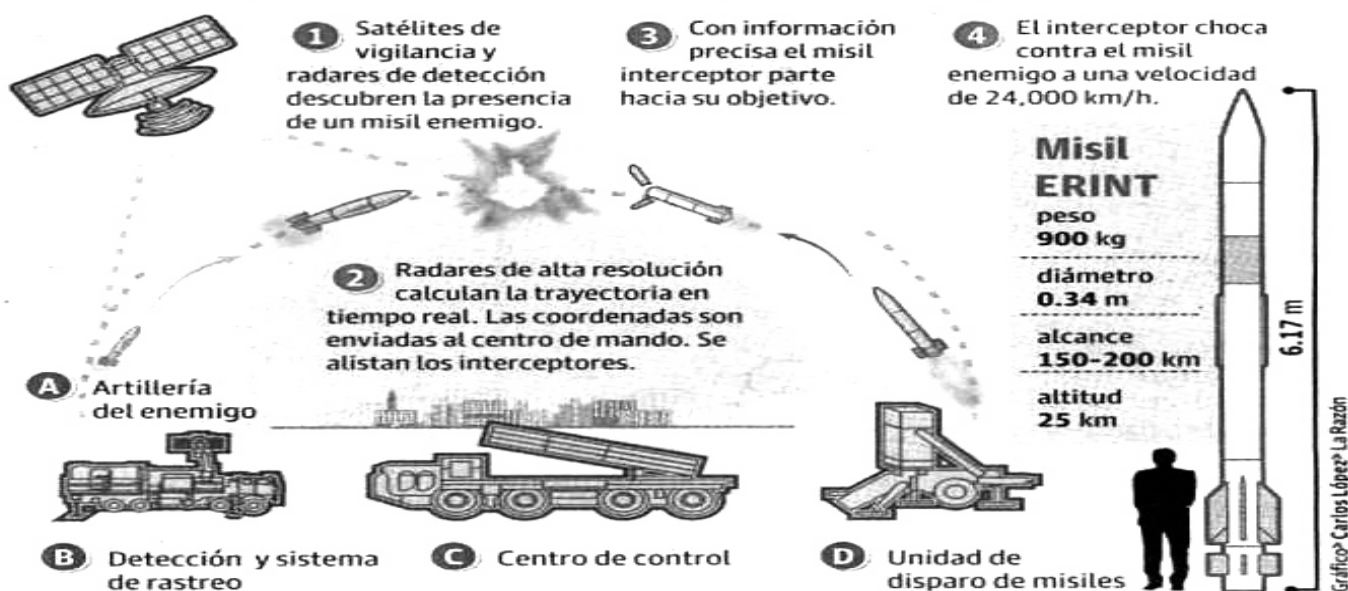 1 Satélites de
vigilancia y
radares de detección
descubren la presencia
de un misil enemigo.
3 Con información
precisa el misil
interceptor parte
hacia su objetivo.
4 El interceptor choca
contra el misil
enemigo a una velocidad
de 24,000 km/h.
2 Radares de alta resolución
calculan la trayectoria en
tiempo real. Las coordenadas son
enviadas al centro de mando. Se
alistan los interceptores.
Misil
ERINT
peso
900 kg
diámetro
0.34 m
alcance
150-200 km
altitud
25 km
6.17 m
A Artillería
del enemigo
B Detección y sistema
de rastreo
C Centro de control
D Unidad de
disparo de misiles
Gráfico> Carlos López> La Razón